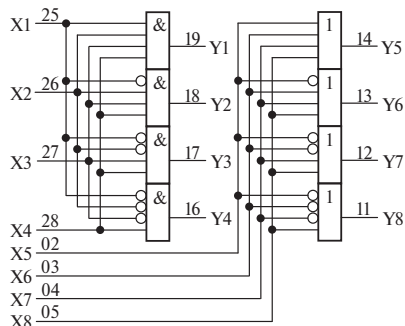 X1 25 & 1
19 Y1 14 Y5
X2 26 &
18 Y2 1 13 Y6
X3 27 & 1
17 Y3 12 Y7
& 1
16 Y4 11 Y8
X4 28
X5 02
X6 03
X7 04
X8 05